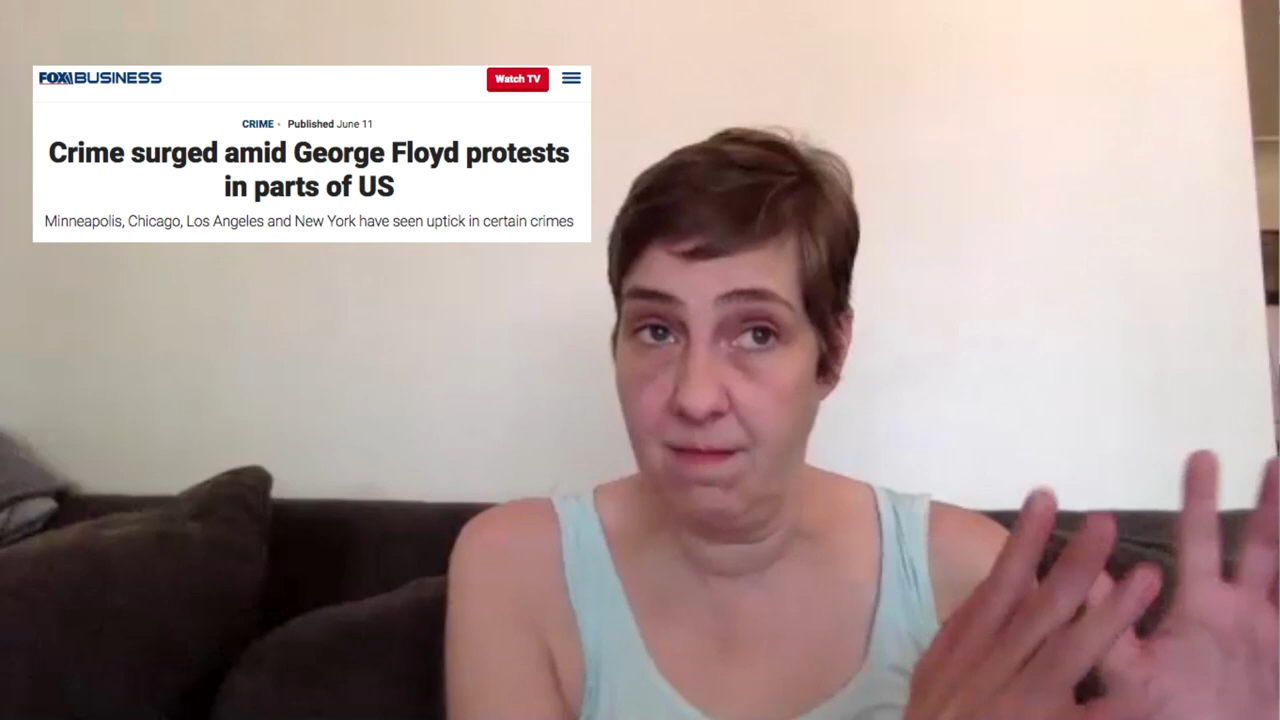 FOX BUSINESS
Watch TV
CRIME · Published June 11
Crime surged amid George Floyd protests
in parts of US
Minneapolis, Chicago, Los Angeles and New York have seen uptick in certain crimes